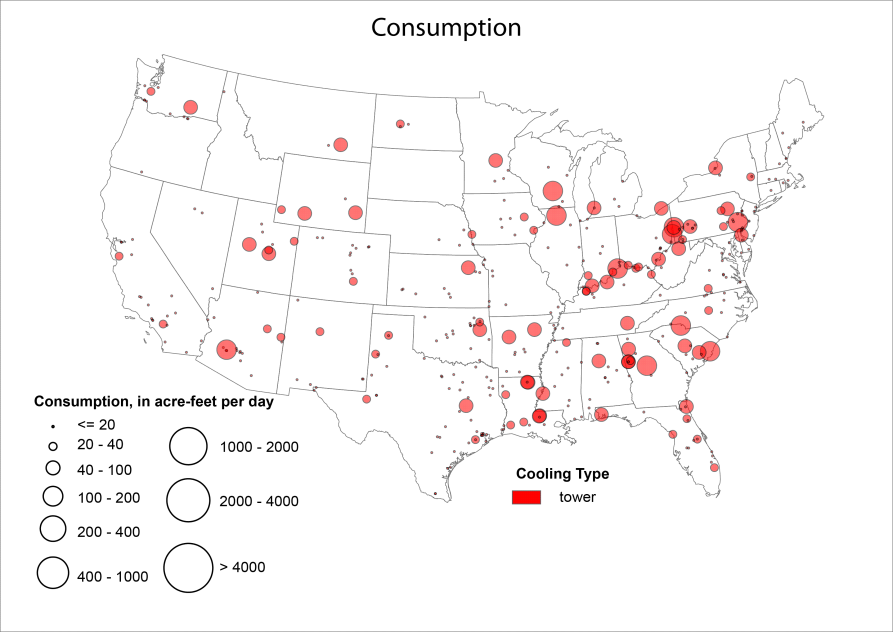 Consumption
Consumption, in acre-feet per day
<= 20
20 - 40
40 - 100
100 - 200
200 - 400
400 - 1000
1000 - 2000
2000 - 4000
> 4000
Cooling Type
tower